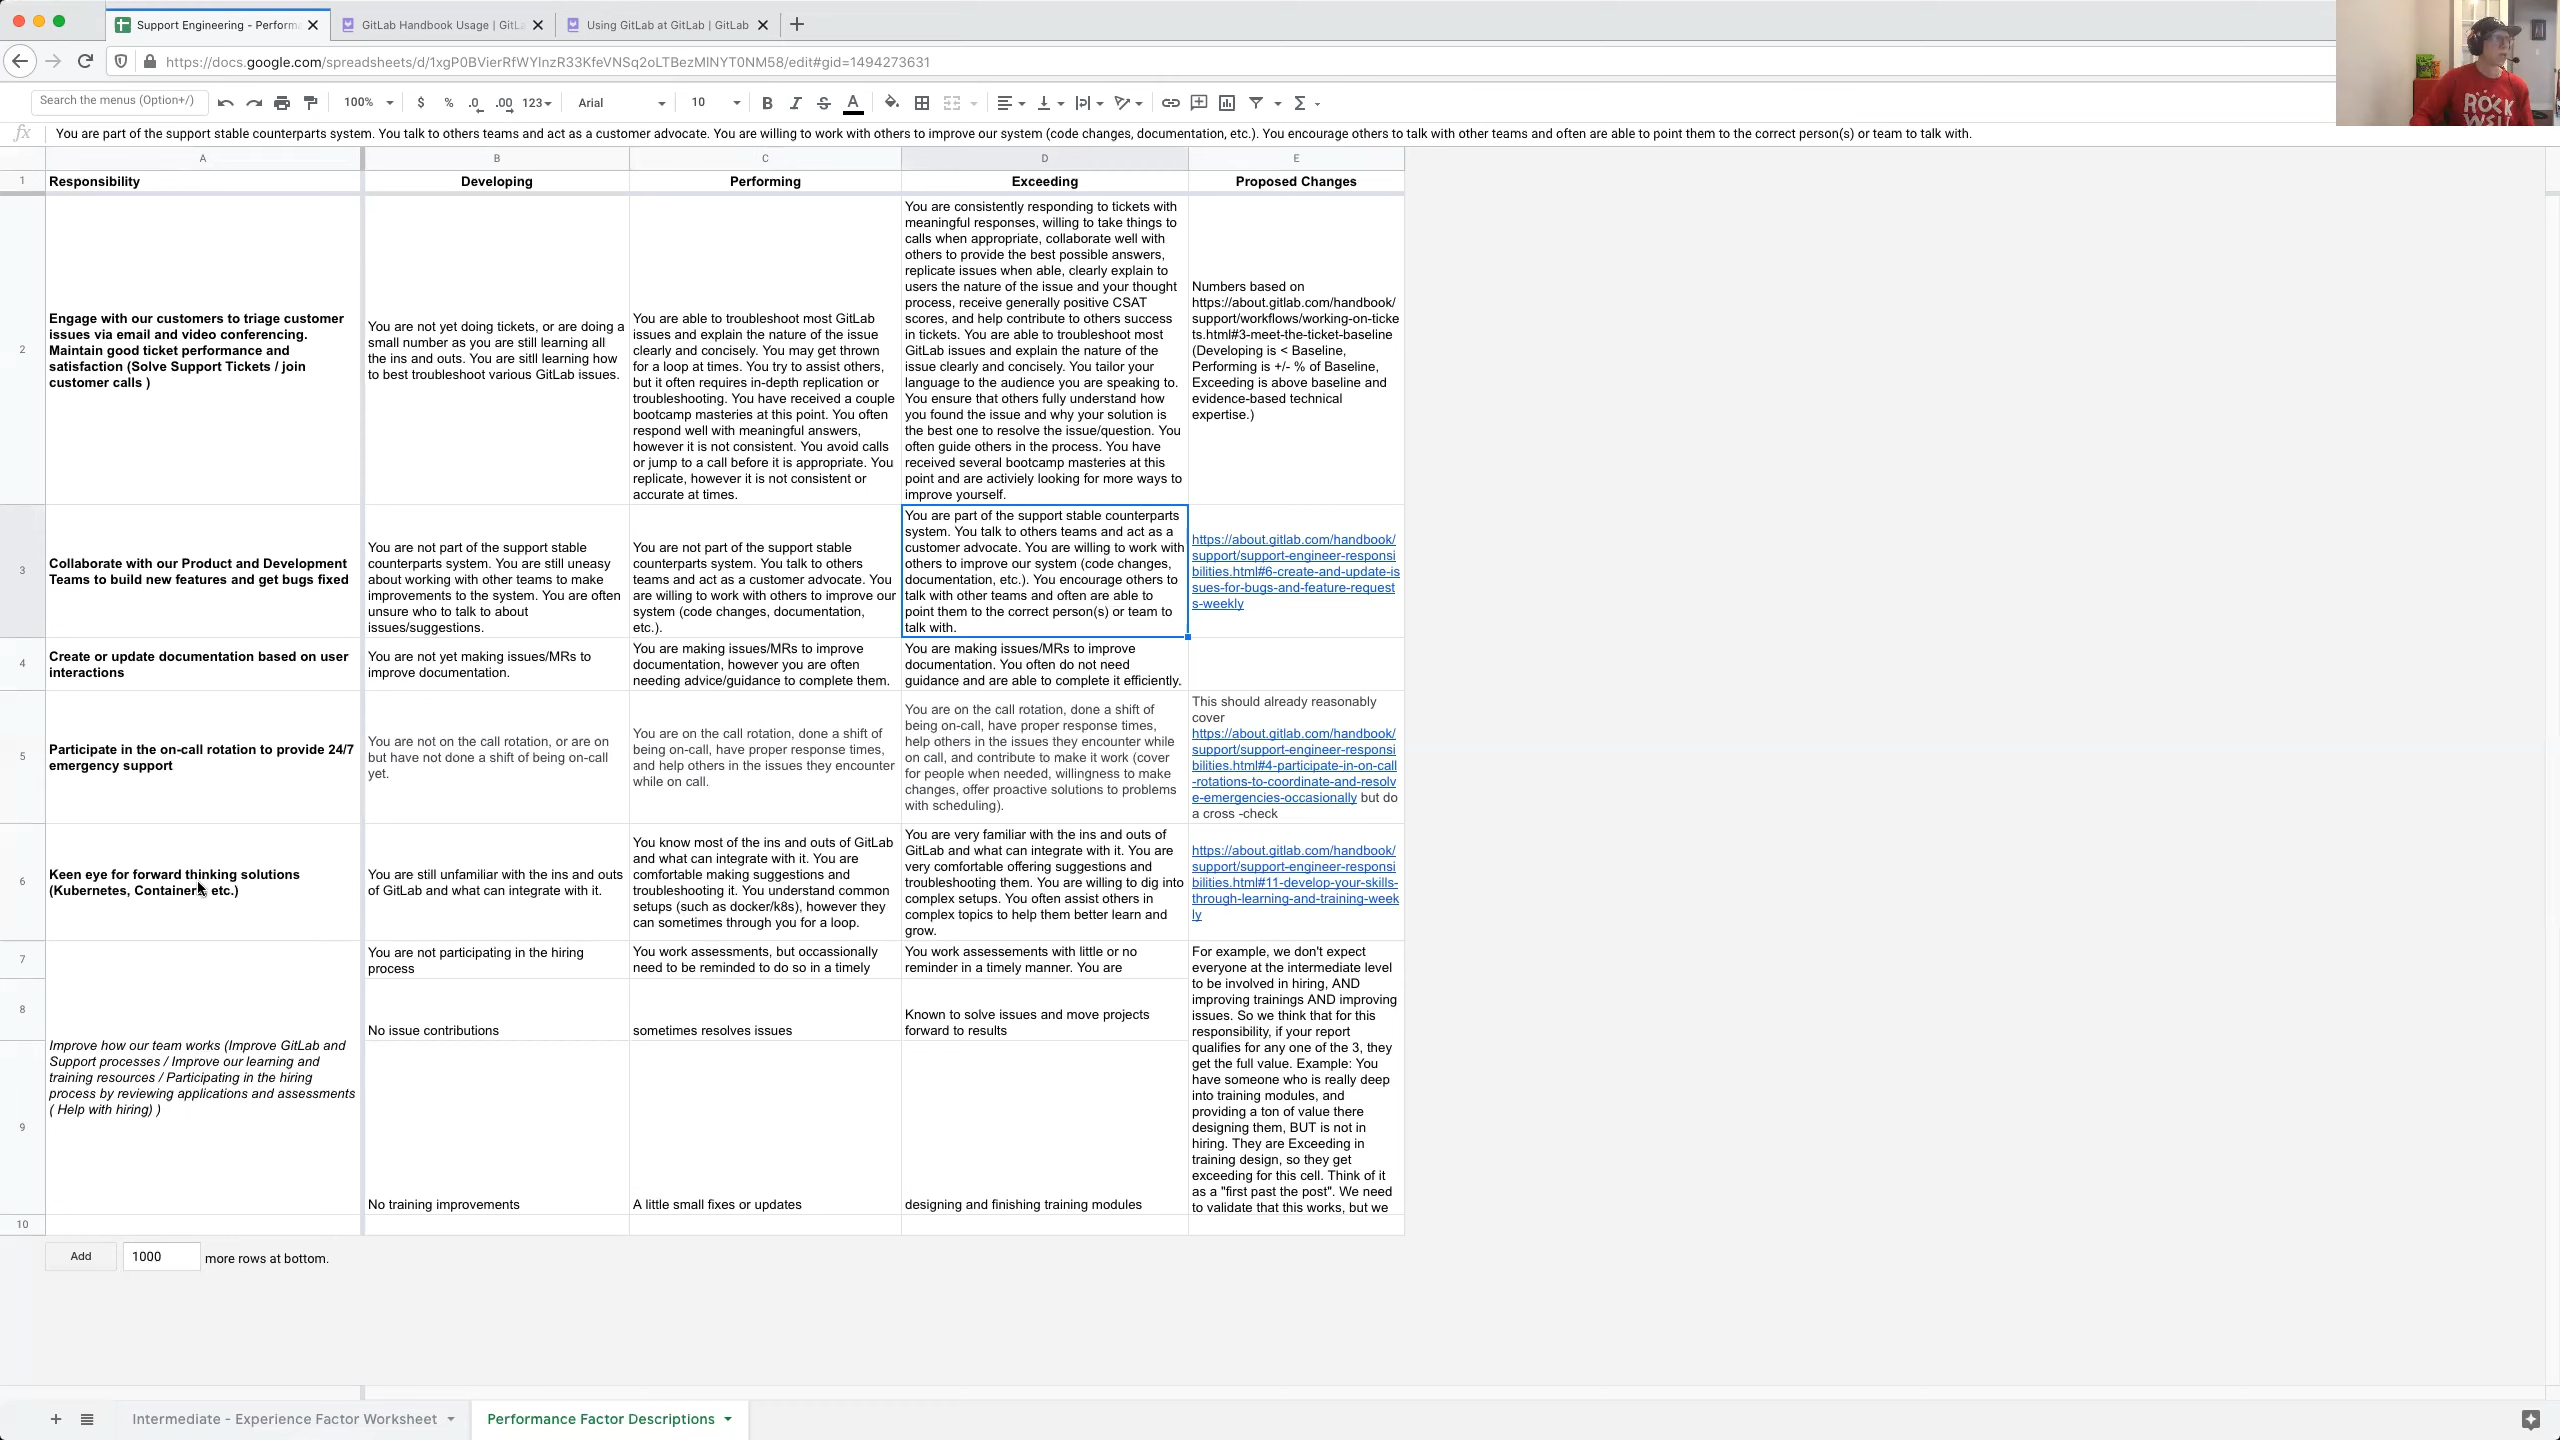 Support Engineering - Perform
GitLab Handbook Usage | GitLa
Using GitLab at GitLab | GitLab
https://docs.google.com/spreadsheets/d/1xgP0BVierRfWYlnzR33KfeVNSq2oLTBezMlNYT0NM58/edit#gid=1494273631
Search the menus (Option+/)
100%
$
%
.0
.00
123
Arial
10
B
I
S
A
fx
You are part of the support stable counterparts system. You talk to others teams and act as a customer advocate. You are willing to work with others to improve our system (code changes, documentation, etc.). You encourage others to talk with other teams and often are able to point them to the correct person(s) or team to talk with.
A
B
C
D
E
1
Responsibility
Developing
Performing
Exceeding
Proposed Changes
2
Engage with our customers to triage customer
issues via email and video conferencing.
Maintain good ticket performance and
satisfaction (Solve Support Tickets / join
customer calls )
You are not yet doing tickets, or are doing a
small number as you are still learning all
the ins and outs. You are sitll learning how
to best troubleshoot various GitLab issues.
You are able to troubleshoot most GitLab
issues and explain the nature of the issue
clearly and concisely. You may get thrown
for a loop at times. You try to assist others,
but it often requires in-depth replication or
troubleshooting. You have received a couple
bootcamp masteries at this point. You often
respond well with meaningful answers,
however it is not consistent. You avoid calls
or jump to a call before it is appropriate. You
replicate, however it is not consistent or
accurate at times.
You are consistently responding to tickets with
meaningful responses, willing to take things to
calls when appropriate, collaborate well with
others to provide the best possible answers,
replicate issues when able, clearly explain to
users the nature of the issue and your thought
process, receive generally positive CSAT
scores, and help contribute to others success
in tickets. You are able to troubleshoot most
GitLab issues and explain the nature of the
issue clearly and concisely. You tailor your
language to the audience you are speaking to.
You ensure that others fully understand how
you found the issue and why your solution is
the best one to resolve the issue/question. You
often guide others in the process. You have
received several bootcamp masteries at this
point and are activiely looking for more ways to
improve yourself.
Numbers based on
https://about.gitlab.com/handbook/
support/workflows/working-on-ticke
ts.html#3-meet-the-ticket-baseline
(Developing is < Baseline,
Performing is +/- % of Baseline,
Exceeding is above baseline and
evidence-based technical
expertise.)
3
Collaborate with our Product and Development
Teams to build new features and get bugs fixed
You are not part of the support stable
counterparts system. You are still uneasy
about working with other teams to make
improvements to the system. You are often
unsure who to talk to about
issues/suggestions.
You are not part of the support stable
counterparts system. You talk to others
teams and act as a customer advocate. You
are willing to work with others to improve our
system (code changes, documentation,
etc.).
You are part of the support stable counterparts
system. You talk to others teams and act as a
customer advocate. You are willing to work with
others to improve our system (code changes,
documentation, etc.). You encourage others to
talk with other teams and often are able to
point them to the correct person(s) or team to
talk with.
https://about.gitlab.com/handbook/
support/support-engineer-responsi
bilities.html#6-create-and-update-is
sues-for-bugs-and-feature-request
s-weekly
4
Create or update documentation based on user
interactions
You are not yet making issues/MRs to
improve documentation.
You are making issues/MRs to improve
documentation, however you are often
needing advice/guidance to complete them.
You are making issues/MRs to improve
documentation. You often do not need
guidance and are able to complete it efficiently.
5
Participate in the on-call rotation to provide 24/7
emergency support
You are not on the call rotation, or are on
but have not done a shift of being on-call
yet.
You are on the call rotation, done a shift of
being on-call, have proper response times,
and help others in the issues they encounter
while on call.
You are on the call rotation, done a shift of
being on-call, have proper response times,
help others in the issues they encounter while
on call, and contribute to make it work (cover
for people when needed, willingness to make
changes, offer proactive solutions to problems
with scheduling).
This should already reasonably
cover
https://about.gitlab.com/handbook/
support/support-engineer-responsi
bilities.html#4-participate-in-on-call
-rotations-to-coordinate-and-resolv
e-emergencies-occasionally but do
a cross -check
6
Keen eye for forward thinking solutions
(Kubernetes, Containers etc.)
You are still unfamiliar with the ins and outs
of GitLab and what can integrate with it.
You know most of the ins and outs of GitLab
and what can integrate with it. You are
comfortable making suggestions and
troubleshooting it. You understand common
setups (such as docker/k8s), however they
can sometimes through you for a loop.
You are very familiar with the ins and outs of
GitLab and what can integrate with it. You are
very comfortable offering suggestions and
troubleshooting them. You are willing to dig into
complex setups. You often assist others in
complex topics to help them better learn and
grow.
https://about.gitlab.com/handbook/
support/support-engineer-responsi
bilities.html#11-develop-your-skills-
through-learning-and-training-week
ly
7
8
9
Improve how our team works (Improve GitLab and
Support processes / Improve our learning and
training resources / Participating in the hiring
process by reviewing applications and assessments
( Help with hiring) )
You are not participating in the hiring
process
You work assessments, but occassionally
need to be reminded to do so in a timely
You work assessements with little or no
reminder in a timely manner. You are
No issue contributions
sometimes resolves issues
Known to solve issues and move projects
forward to results
No training improvements
A little small fixes or updates
designing and finishing training modules
For example, we don't expect
everyone at the intermediate level
to be involved in hiring, AND
improving trainings AND improving
issues. So we think that for this
responsibility, if your report
qualifies for any one of the 3, they
get the full value. Example: You
have someone who is really deep
into training modules, and
providing a ton of value there
designing them, BUT is not in
hiring. They are Exceeding in
training design, so they get
exceeding for this cell. Think of it
as a "first past the post". We need
to validate that this works, but we
10
Add
1000
more rows at bottom.
Intermediate - Experience Factor Worksheet
Performance Factor Descriptions
ROCK